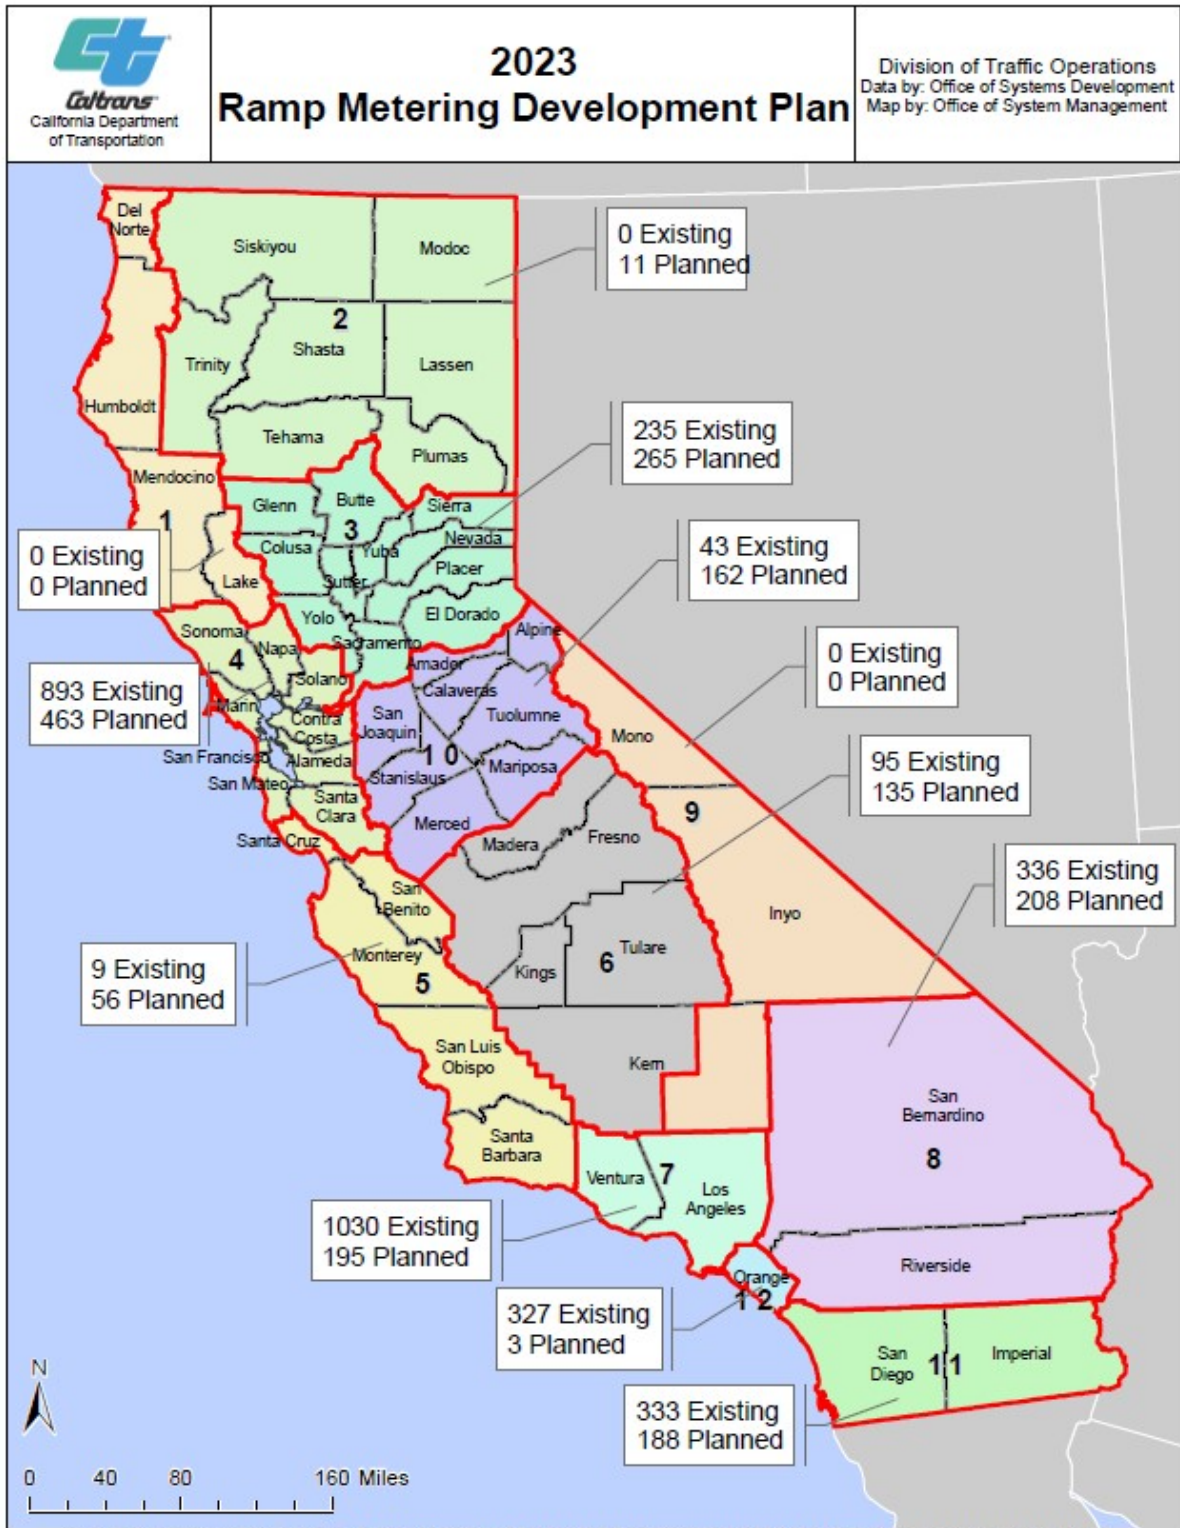 Caltrans
California Department
of Transportation
2023
Ramp Metering Development Plan
Division of Traffic Operations
Data by: Office of Systems Development
Map by: Office of System Management
Del
Norte
Siskiyou
Modoc
0 Existing
11 Planned
2
Shasta
Trinity
Lassen
Humboldt
Tehama
Plumas
235 Existing
265 Planned
Mendocino
Glenn
Butte
Sierra
1
3
Nevada
Colusa
Yuba
43 Existing
162 Planned
0 Existing
0 Planned
Lake
Sutter
Placer
Yolo
El Dorado
Sonoma
Napa
Sacramento
Alpine
4
Amador
0 Existing
0 Planned
893 Existing
463 Planned
Solano
Calaveras
Marin
Contra
Costa
San
Joaquin
Tuolumne
Mono
San Francisco
Alameda
10
Stanislaus
Mariposa
95 Existing
135 Planned
San Mateo
Santa
Clara
9
Merced
Santa Cruz
Madera
Fresno
336 Existing
208 Planned
San
Benito
Inyo
Monterey
9 Existing
56 Planned
Kings
6
Tulare
5
San Luis
Obispo
Kern
San
Bernardino
Santa
Barbara
8
Ventura
7
Los
Angeles
1030 Existing
195 Planned
Riverside
Orange
12
327 Existing
3 Planned
San
Diego
11
Imperial
N
333 Existing
188 Planned
0 40 80 160 Miles